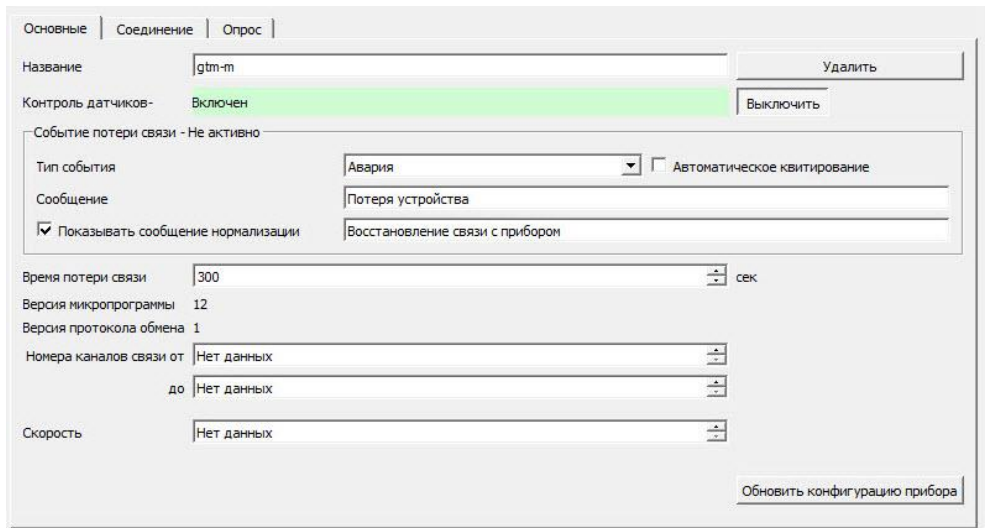 Основные | Соединение | Опрос |
Название gtm-m Удалить
Контроль датчиков- Включен Выключить
Событие потери связи - Не активно
Тип события Авария Автоматическое квитирование
Сообщение Потеря устройства
Показывать сообщение нормализации Восстановление связи с прибором
Время потери связи 300 сек
Версия микропрограммы 12
Версия протокола обмена 1
Номера каналов связи от Нет данных
до Нет данных
Скорость Нет данных
Обновить конфигурацию прибора